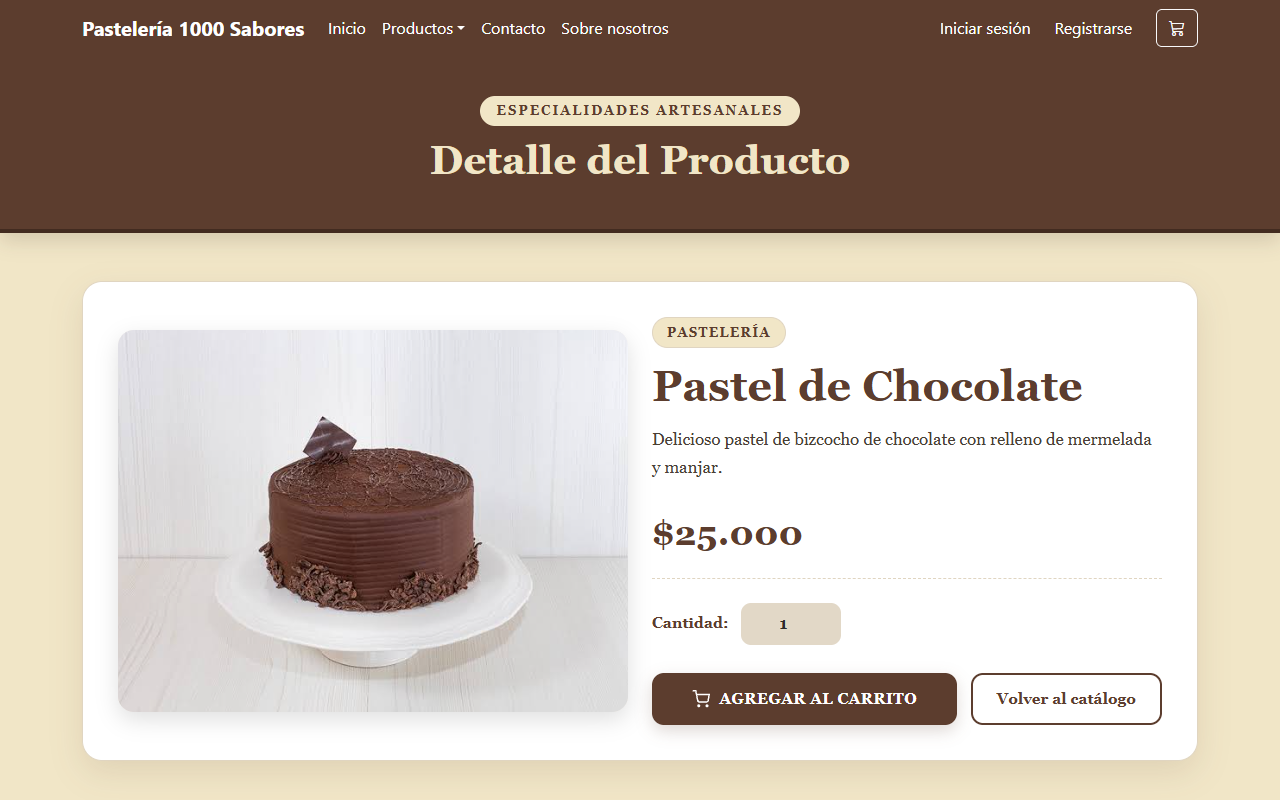 Pastelería 1000 Sabores Inicio Productos Contacto Sobre nosotros Iniciar sesión Registrarse
ESPECIALIDADES ARTESANALES
Detalle del Producto
PASTELERÍA
Pastel de Chocolate
Delicioso pastel de bizcocho de chocolate con relleno de mermelada
y manjar.
$25.000
Cantidad: 1
AGREGAR AL CARRITO Volver al catálogo